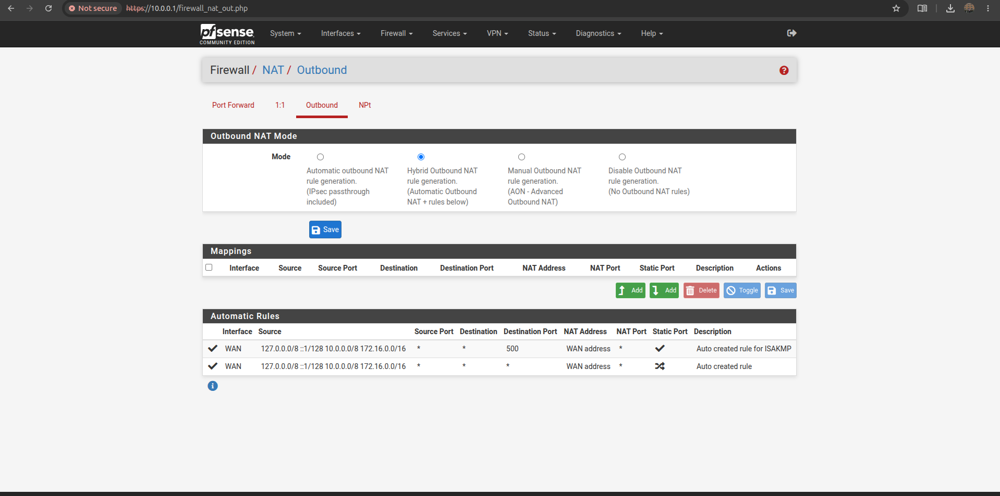 Not secure https://10.0.0.1/firewall_nat_out.php
pfsense
COMMUNITY EDITION
System Interfaces Firewall Services VPN Status Diagnostics Help
Firewall / NAT / Outbound
Port Forward 1:1 Outbound NPt
Outbound NAT Mode
Mode
Automatic outbound NAT
rule generation.
(IPsec passthrough
included)
Hybrid Outbound NAT
rule generation.
(Automatic Outbound
NAT + rules below)
Manual Outbound NAT
rule generation.
(AON - Advanced
Outbound NAT)
Disable Outbound NAT
rule generation.
(No Outbound NAT rules)
Save
Mappings
Interface Source Source Port Destination Destination Port NAT Address NAT Port Static Port Description Actions
Add Add Delete Toggle Save
Automatic Rules
Interface Source Source Port Destination Destination Port NAT Address NAT Port Static Port Description
WAN 127.0.0.0/8 ::1/128 10.0.0.0/8 172.16.0.0/16 * * 500 WAN address * Auto created rule for ISAKMP
WAN 127.0.0.0/8 ::1/128 10.0.0.0/8 172.16.0.0/16 * * * WAN address * Auto created rule